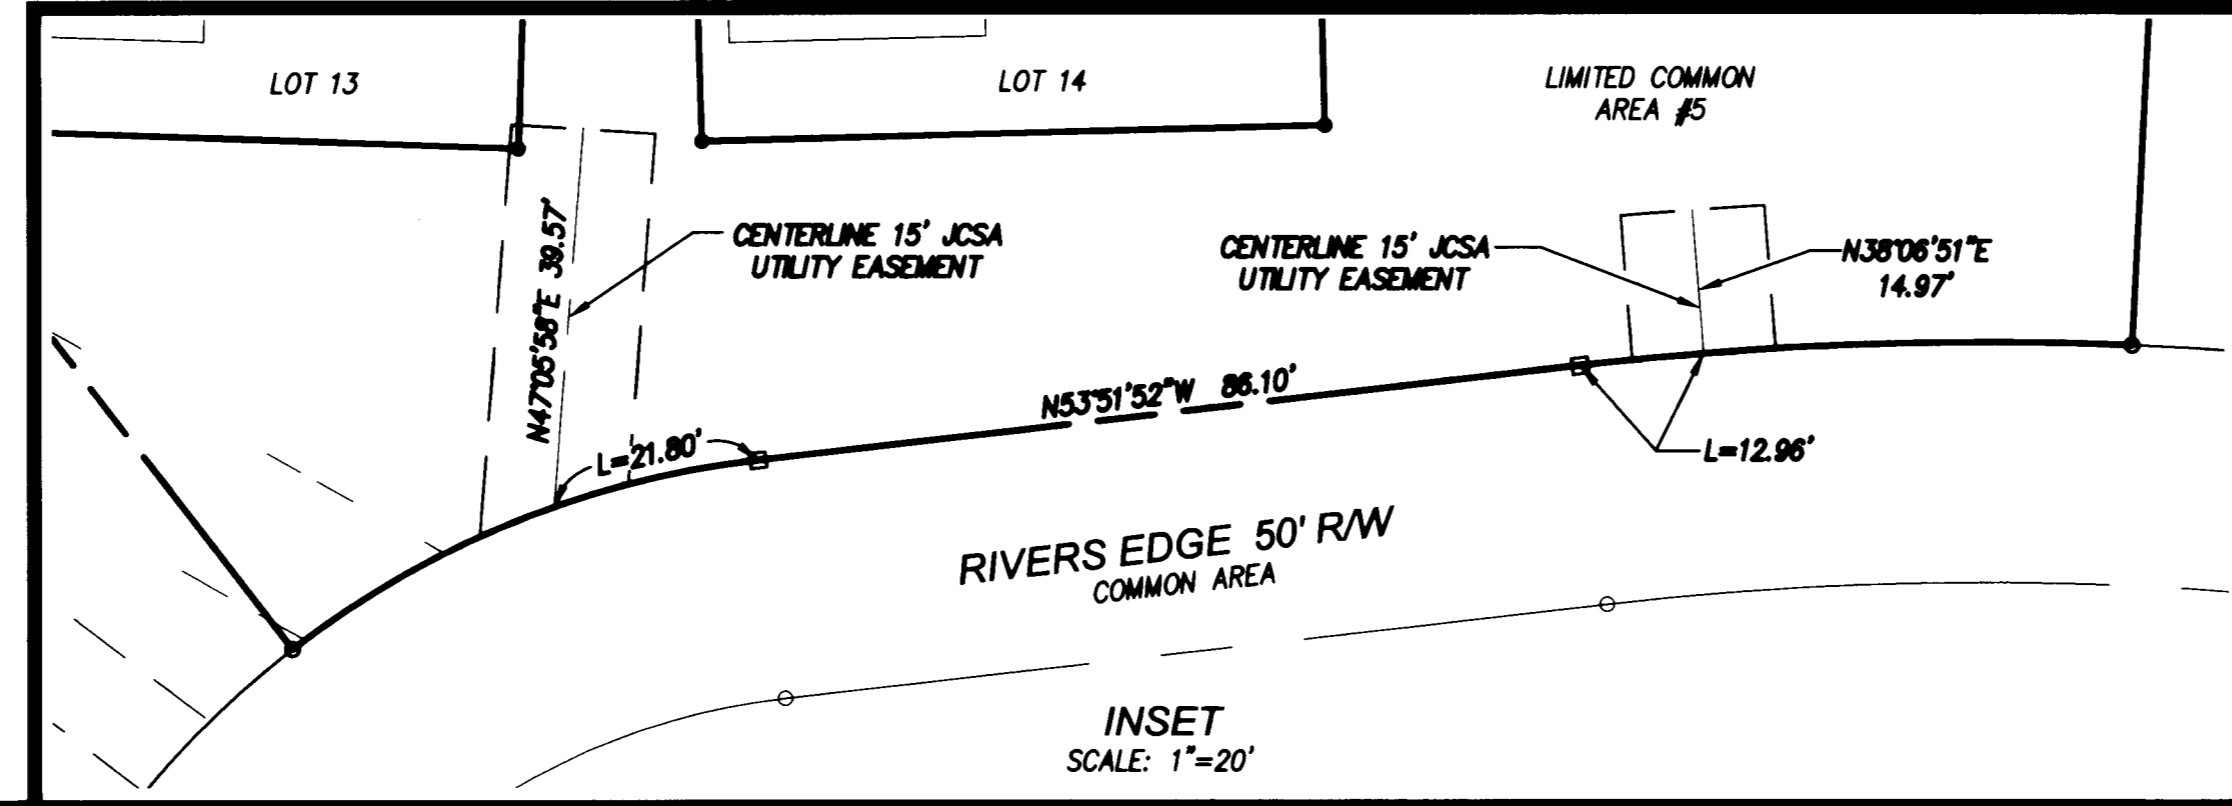 LOT 13
LOT 14
LIMITED COMMON
AREA #5
N47°05'58"E 39.57'
CENTERLINE 15' JCSA
UTILITY EASEMENT
CENTERLINE 15' JCSA
UTILITY EASEMENT
N38°06'51"E
14.97'
N53°51'52"W 86.10'
L=21.80'
L=12.96'
RIVERS EDGE 50' R/W
COMMON AREA
INSET
SCALE: 1"=20'